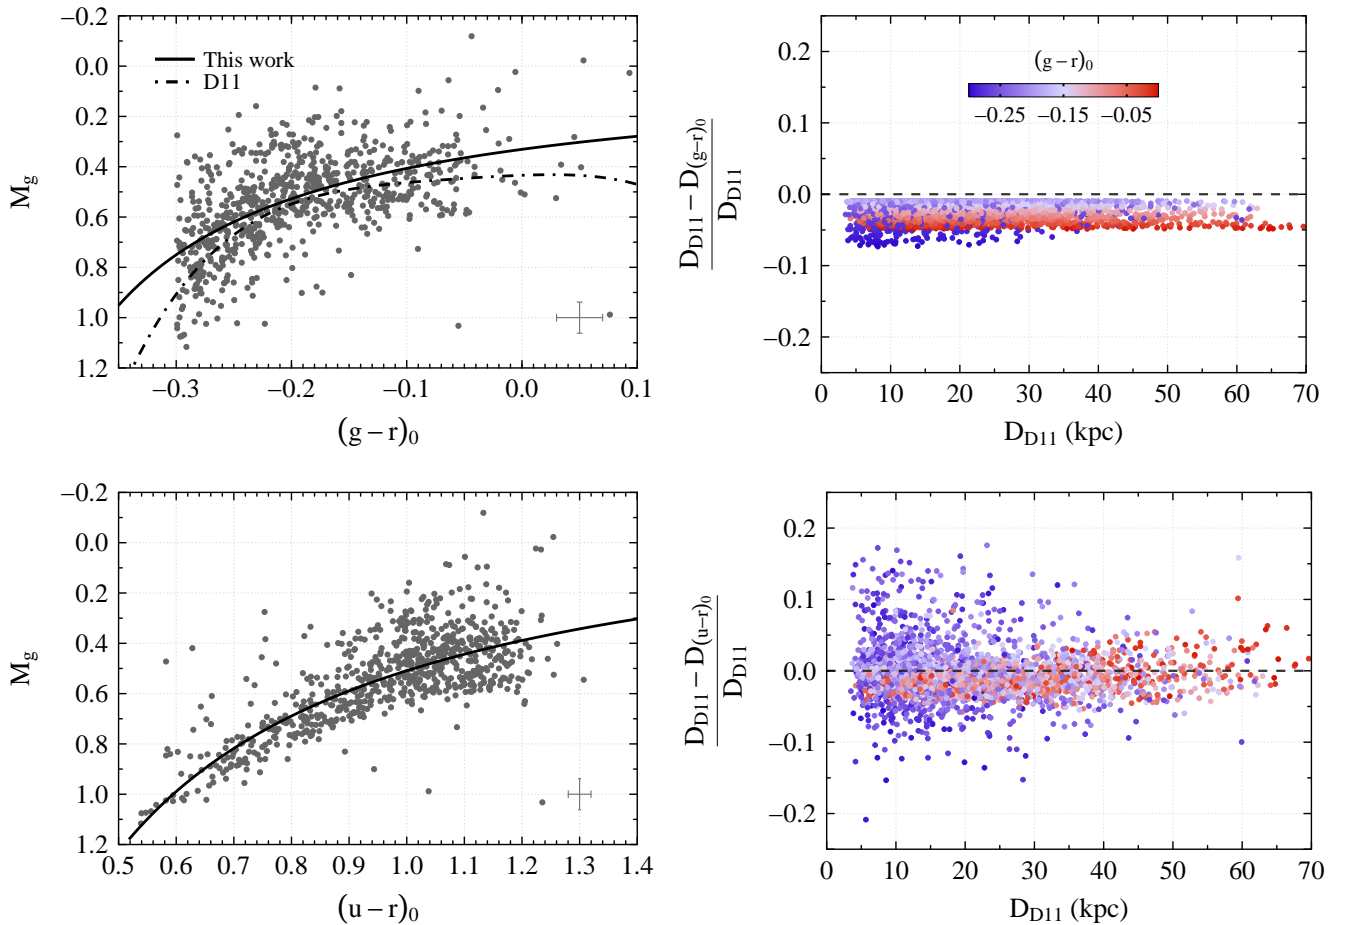 −0.2
0.0
0.2
0.4
0.6
0.8
1.0
1.2
M_g
This work
D11
−0.3 −0.2 −0.1 0.0 0.1
(g − r)_0
0.2
0.1
0.0
−0.1
−0.2
D_D11 − D_(g−r)_0
D_D11
(g − r)_0
−0.25 −0.15 −0.05
0 10 20 30 40 50 60 70
D_D11 (kpc)
−0.2
0.0
0.2
0.4
0.6
0.8
1.0
1.2
M_g
0.5 0.6 0.7 0.8 0.9 1.0 1.1 1.2 1.3 1.4
(u − r)_0
0.2
0.1
0.0
−0.1
−0.2
D_D11 − D_(u−r)_0
D_D11
0 10 20 30 40 50 60 70
D_D11 (kpc)